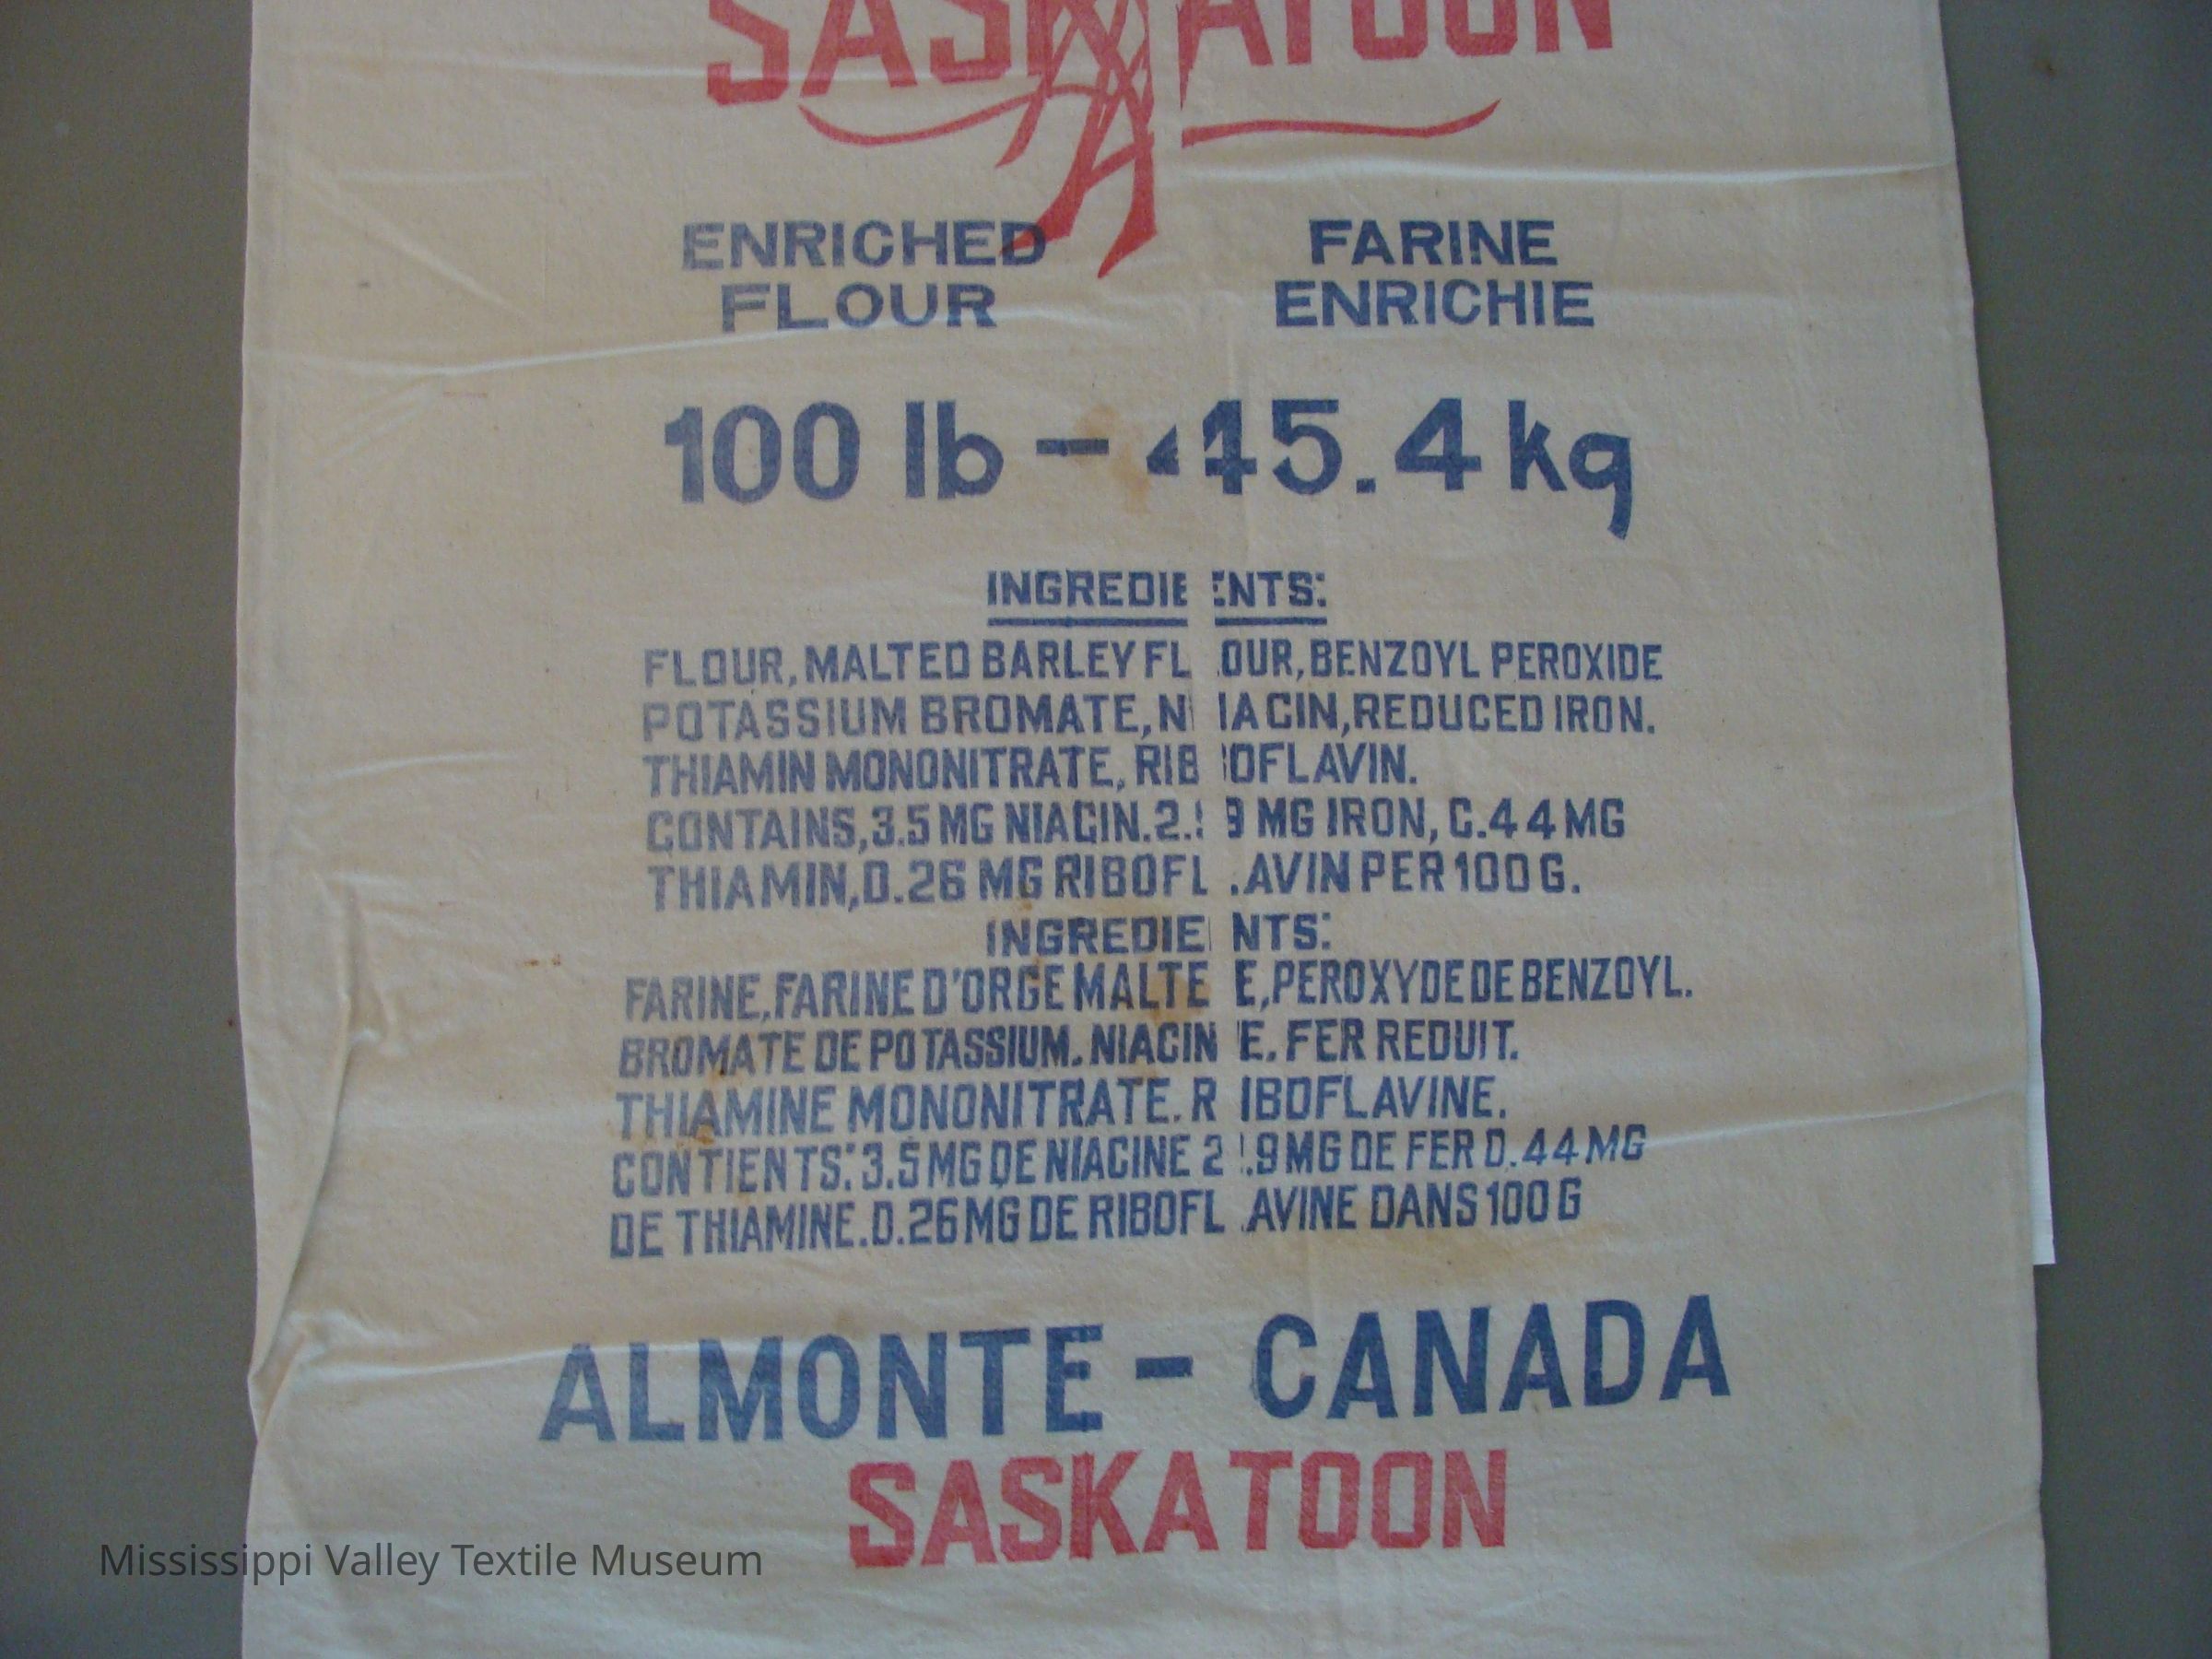 SASKATOON
ENRICHED FLOUR
FARINE ENRICHIE
100 lb - 45.4 kg
INGREDIENTS:
FLOUR, MALTED BARLEY FLOUR, BENZOYL PEROXIDE
POTASSIUM BROMATE, NIACIN, REDUCED IRON.
THIAMIN MONONITRATE, RIBOFLAVIN.
CONTAINS, 3.5 MG NIACIN. 2.9 MG IRON, C.44 MG
THIAMIN, D.26 MG RIBOFLAVIN PER 100 G.
INGREDIENTS:
FARINE, FARINE D'ORGE MALTEE, PEROXYDE DE BENZOYL.
BROMATE DE POTASSIUM. NIACINE. FER REDUIT.
THIAMINE MONONITRATE. RIBOFLAVINE.
CONTIENTS: 3.5 MG DE NIACINE 2.9 MG DE FER D.44 MG
DE THIAMINE. D.26 MG DE RIBOFLAVINE DANS 100 G
ALMONTE - CANADA
SASKATOON
Mississippi Valley Textile Museum